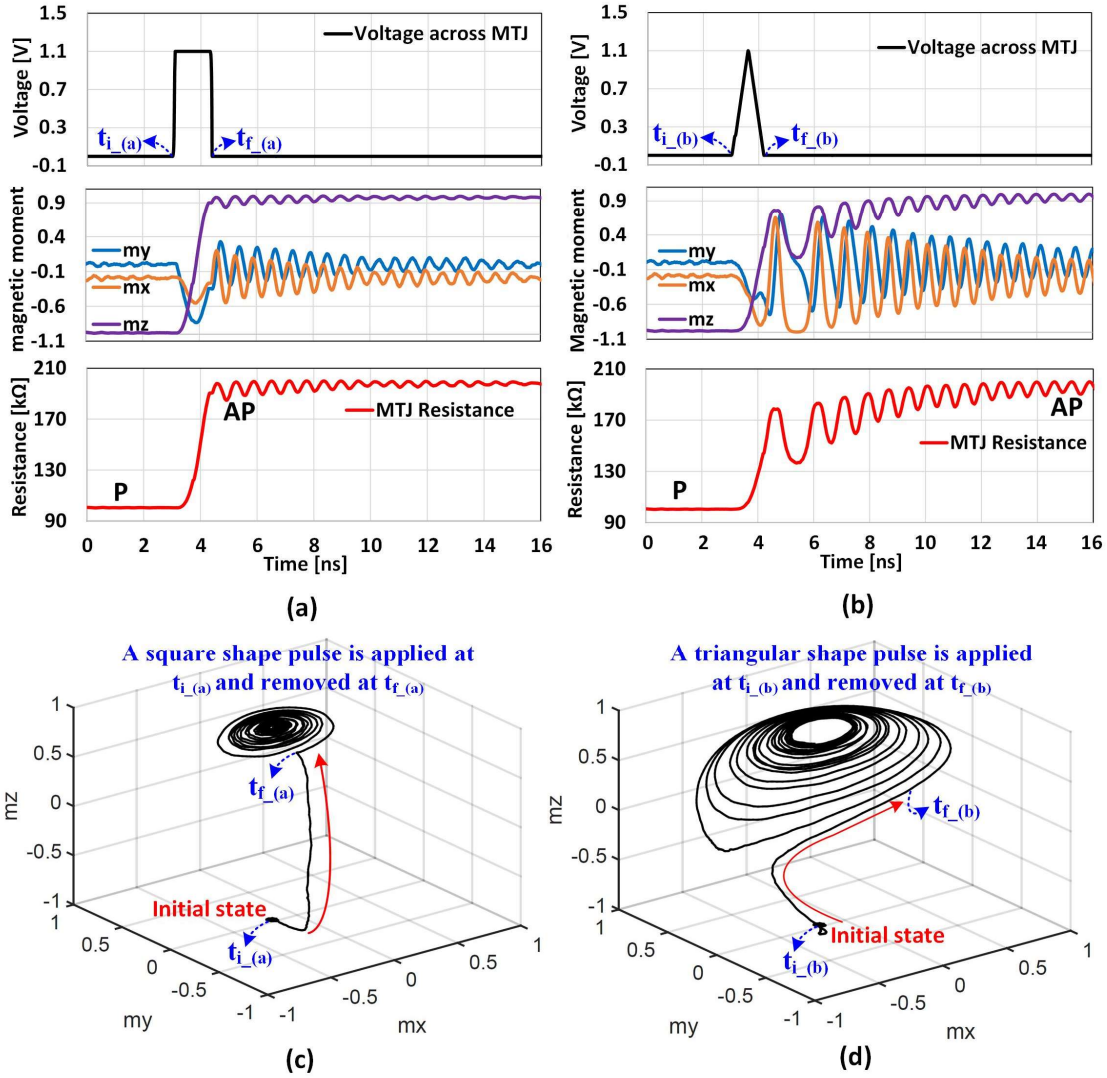 Voltage [V]
1.5
1.1
0.7
0.3
-0.1
Voltage across MTJ
ti_(a)
tf_(a)
magnetic moment
0.9
0.4
-0.1
-0.6
-1.1
my
mx
mz
Resistance [kΩ]
210
170
130
90
P
AP
MTJ Resistance
0 2 4 6 8 10 12 14 16
Time [ns]
(a)
Voltage [V]
1.5
1.1
0.7
0.3
-0.1
Voltage across MTJ
ti_(b)
tf_(b)
Magnetic moment
0.9
0.4
-0.1
-0.6
-1.1
my
mx
mz
Resistance [kΩ]
210
170
130
90
P
AP
MTJ Resistance
0 2 4 6 8 10 12 14 16
Time [ns]
(b)
A square shape pulse is applied at
ti_(a) and removed at tf_(a)
mz
1
0.5
0
-0.5
-1
tf_(a)
Initial state
ti_(a)
1
0.5
0
-0.5
-1
my
-1
-0.5
0
0.5
1
mx
(c)
A triangular shape pulse is applied
at ti_(b) and removed at tf_(b)
mz
1
0.5
0
-0.5
-1
tf_(b)
Initial state
ti_(b)
1
0.5
0
-0.5
-1
my
-1
-0.5
0
0.5
1
mx
(d)